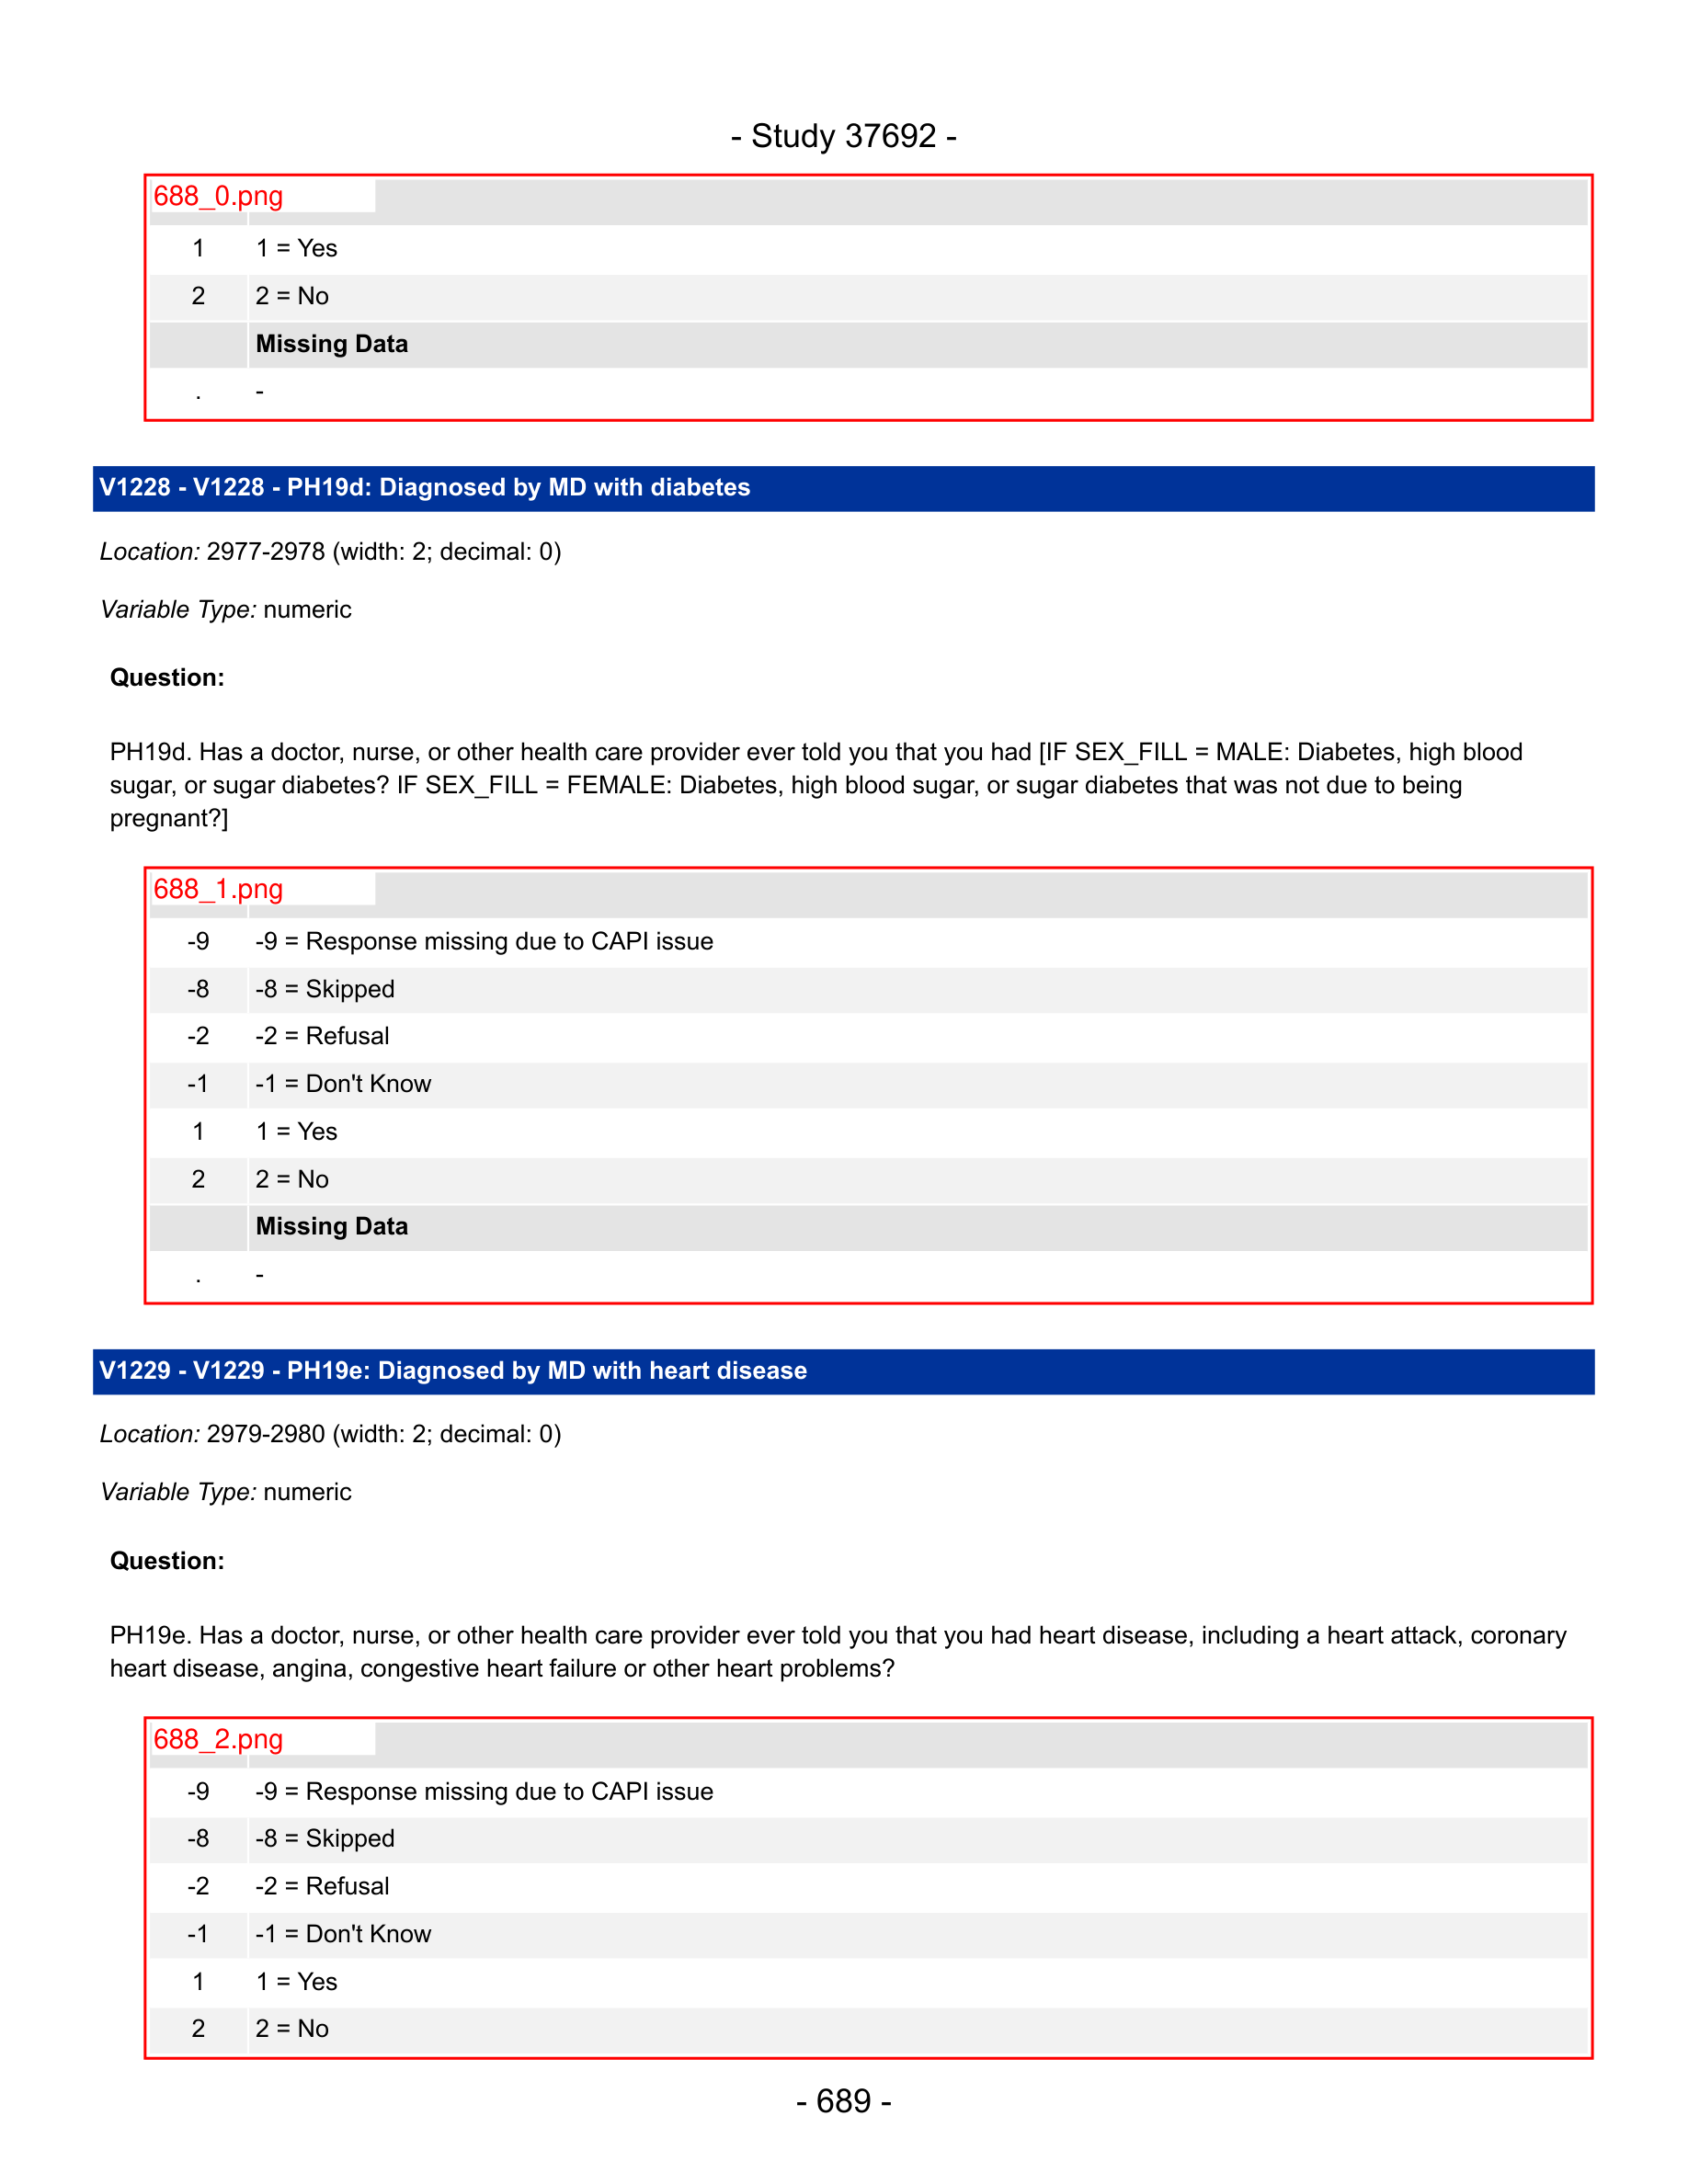 - Study 37692 -
688_0.png
1 1 = Yes
2 2 = No
Missing Data
. -
V1228 - V1228 - PH19d: Diagnosed by MD with diabetes
Location: 2977-2978 (width: 2; decimal: 0)
Variable Type: numeric
Question:
PH19d. Has a doctor, nurse, or other health care provider ever told you that you had [IF SEX_FILL = MALE: Diabetes, high blood
sugar, or sugar diabetes? IF SEX_FILL = FEMALE: Diabetes, high blood sugar, or sugar diabetes that was not due to being
pregnant?]
688_1.png
-9 -9 = Response missing due to CAPI issue
-8 -8 = Skipped
-2 -2 = Refusal
-1 -1 = Don't Know
1 1 = Yes
2 2 = No
Missing Data
. -
V1229 - V1229 - PH19e: Diagnosed by MD with heart disease
Location: 2979-2980 (width: 2; decimal: 0)
Variable Type: numeric
Question:
PH19e. Has a doctor, nurse, or other health care provider ever told you that you had heart disease, including a heart attack, coronary
heart disease, angina, congestive heart failure or other heart problems?
688_2.png
-9 -9 = Response missing due to CAPI issue
-8 -8 = Skipped
-2 -2 = Refusal
-1 -1 = Don't Know
1 1 = Yes
2 2 = No
- 689 -